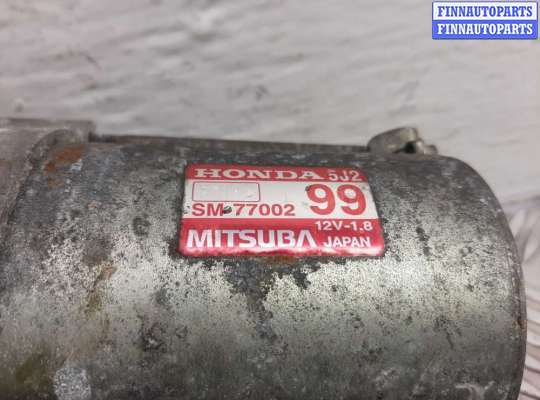 FINNAUTOPARTS
FINNAUTOPARTS
HONDA 5J2
SM-77002 99
12V-1.8
MITSUBA JAPAN